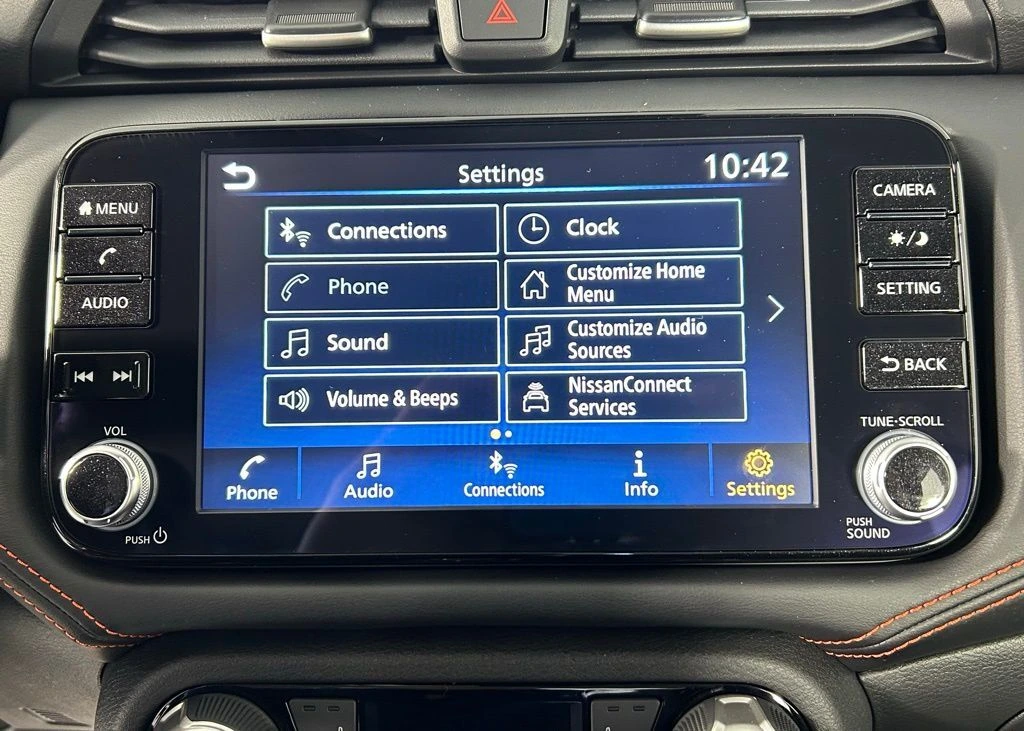 Settings
10:42
Connections
Clock
Phone
Customize Home
Menu
Sound
Customize Audio
Sources
Volume & Beeps
NissanConnect
Services
Phone
Audio
Connections
Info
Settings
MENU
AUDIO
VOL
PUSH
CAMERA
SETTING
BACK
TUNE·SCROLL
PUSH
SOUND